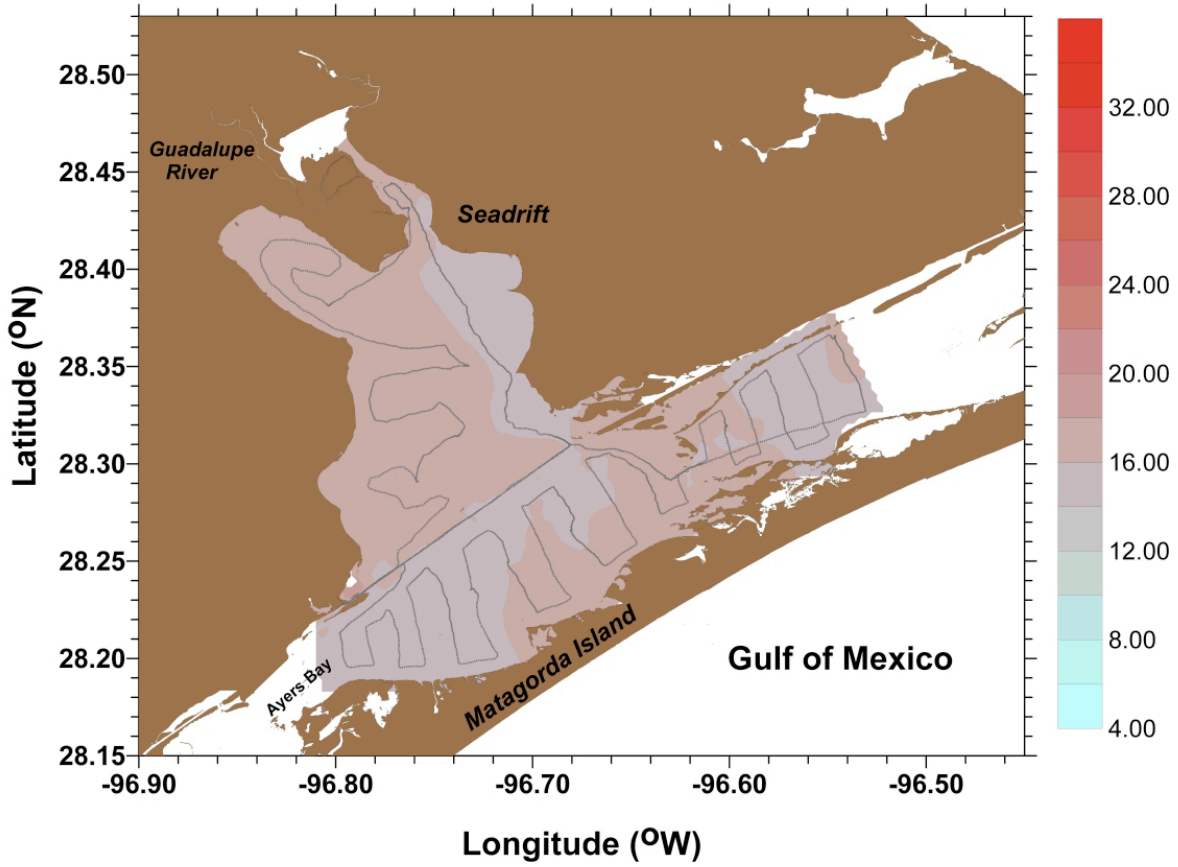 28.50
28.45
28.40
28.35
28.30
28.25
28.20
28.15
Latitude (ᴼN)
Guadalupe
River
Seadrift
Ayers Bay
Matagorda Island
Gulf of Mexico
-96.90
-96.80
-96.70
-96.60
-96.50
Longitude (ᴼW)
32.00
28.00
24.00
20.00
16.00
12.00
8.00
4.00